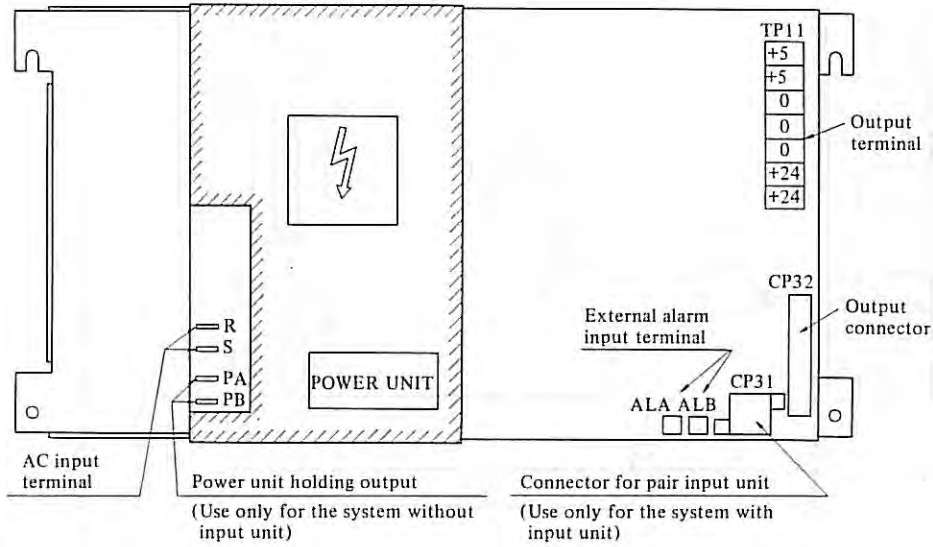 TP11
+5
+5
0
0
0
+24
+24
Output
terminal
CP32
Output
connector
External alarm
input terminal
CP31
ALA ALB
R
S
PA
PB
POWER UNIT
AC input
terminal
Power unit holding output
(Use only for the system without
input unit)
Connector for pair input unit
(Use only for the system with
input unit)